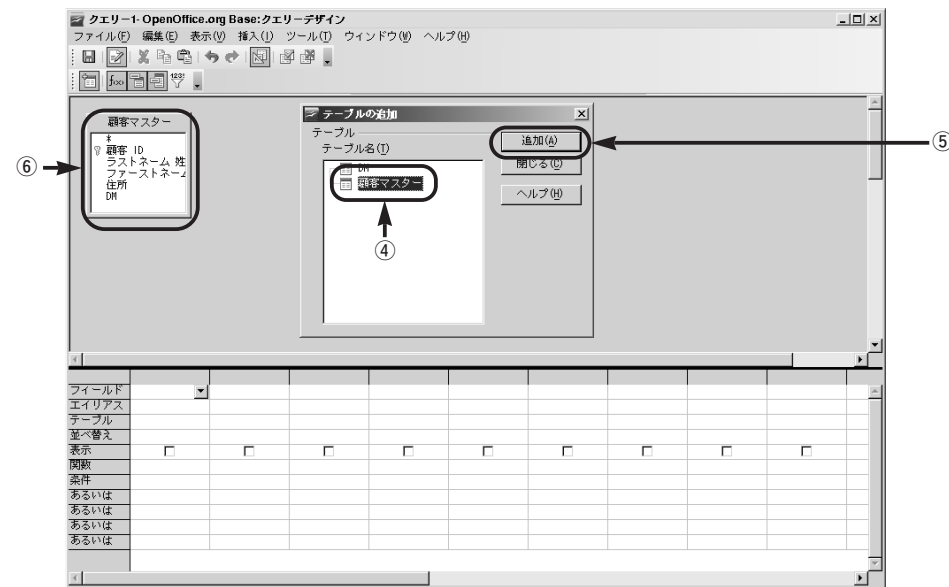 クエリー1- OpenOffice.org Base:クエリーデザイン
ファイル(F) 編集(E) 表示(V) 挿入(I) ツール(T) ウィンドウ(W) ヘルプ(H)
顧客マスター
*
顧客 ID
ラストネーム 姓
ファーストネーム
住所
DM
⑥
テーブルの追加
テーブル
テーブル名(T)
DM
顧客マスター
④
追加(A)
閉じる(C)
ヘルプ(H)
⑤
フィールド
エイリアス
テーブル
並べ替え
表示
関数
条件
あるいは
あるいは
あるいは
あるいは